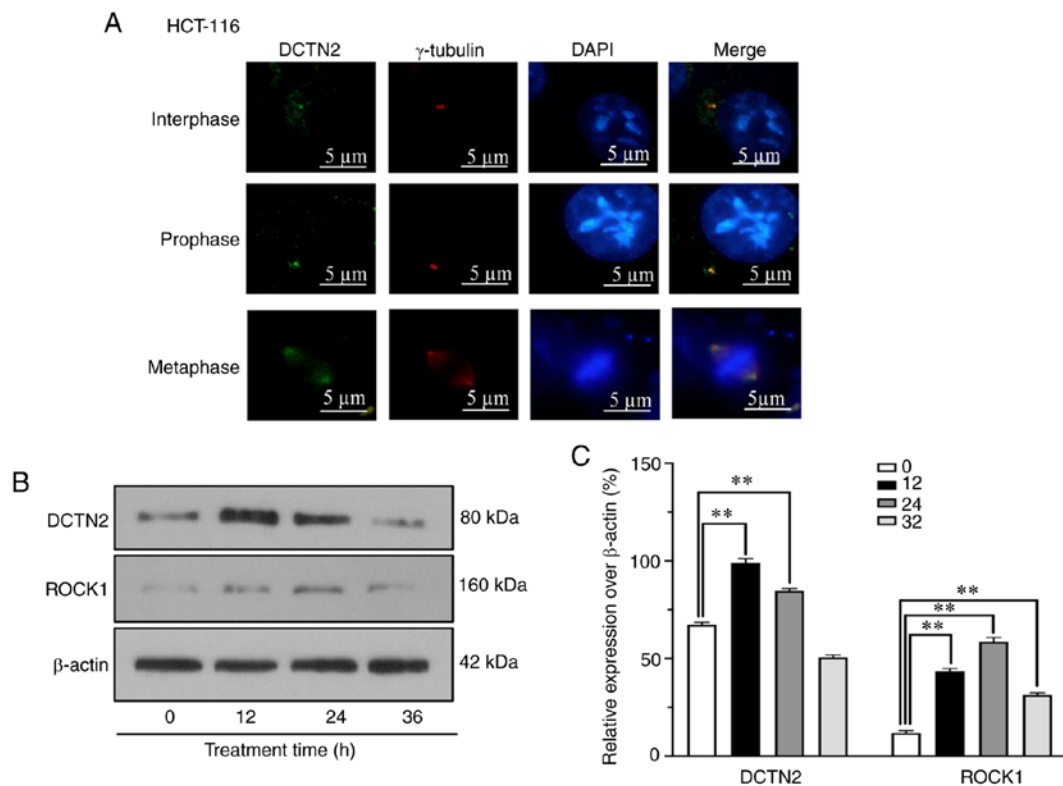 A
HCT-116
DCTN2 γ-tubulin DAPI Merge
Interphase
5 µm 5 µm 5 µm 5 µm
Prophase
5 µm 5 µm 5 µm 5 µm
Metaphase
5 µm 5 µm 5 µm 5µm
B
DCTN2 80 kDa
ROCK1 160 kDa
β-actin 42 kDa
0 12 24 36
Treatment time (h)
C
Relative expression over β-actin (%)
150
100
50
0
0
12
24
32
**
**
**
**
**
DCTN2 ROCK1